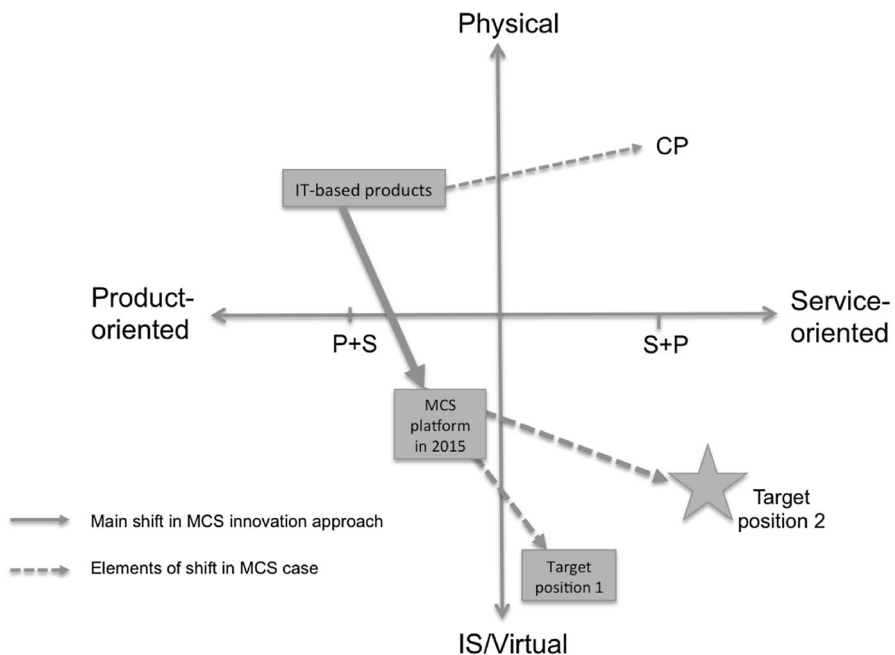 Physical
CP
IT-based products
Product-
oriented
Service-
oriented
P+S
S+P
MCS
platform
in 2015
Target
position 2
Main shift in MCS innovation approach
Elements of shift in MCS case
Target
position 1
IS/Virtual